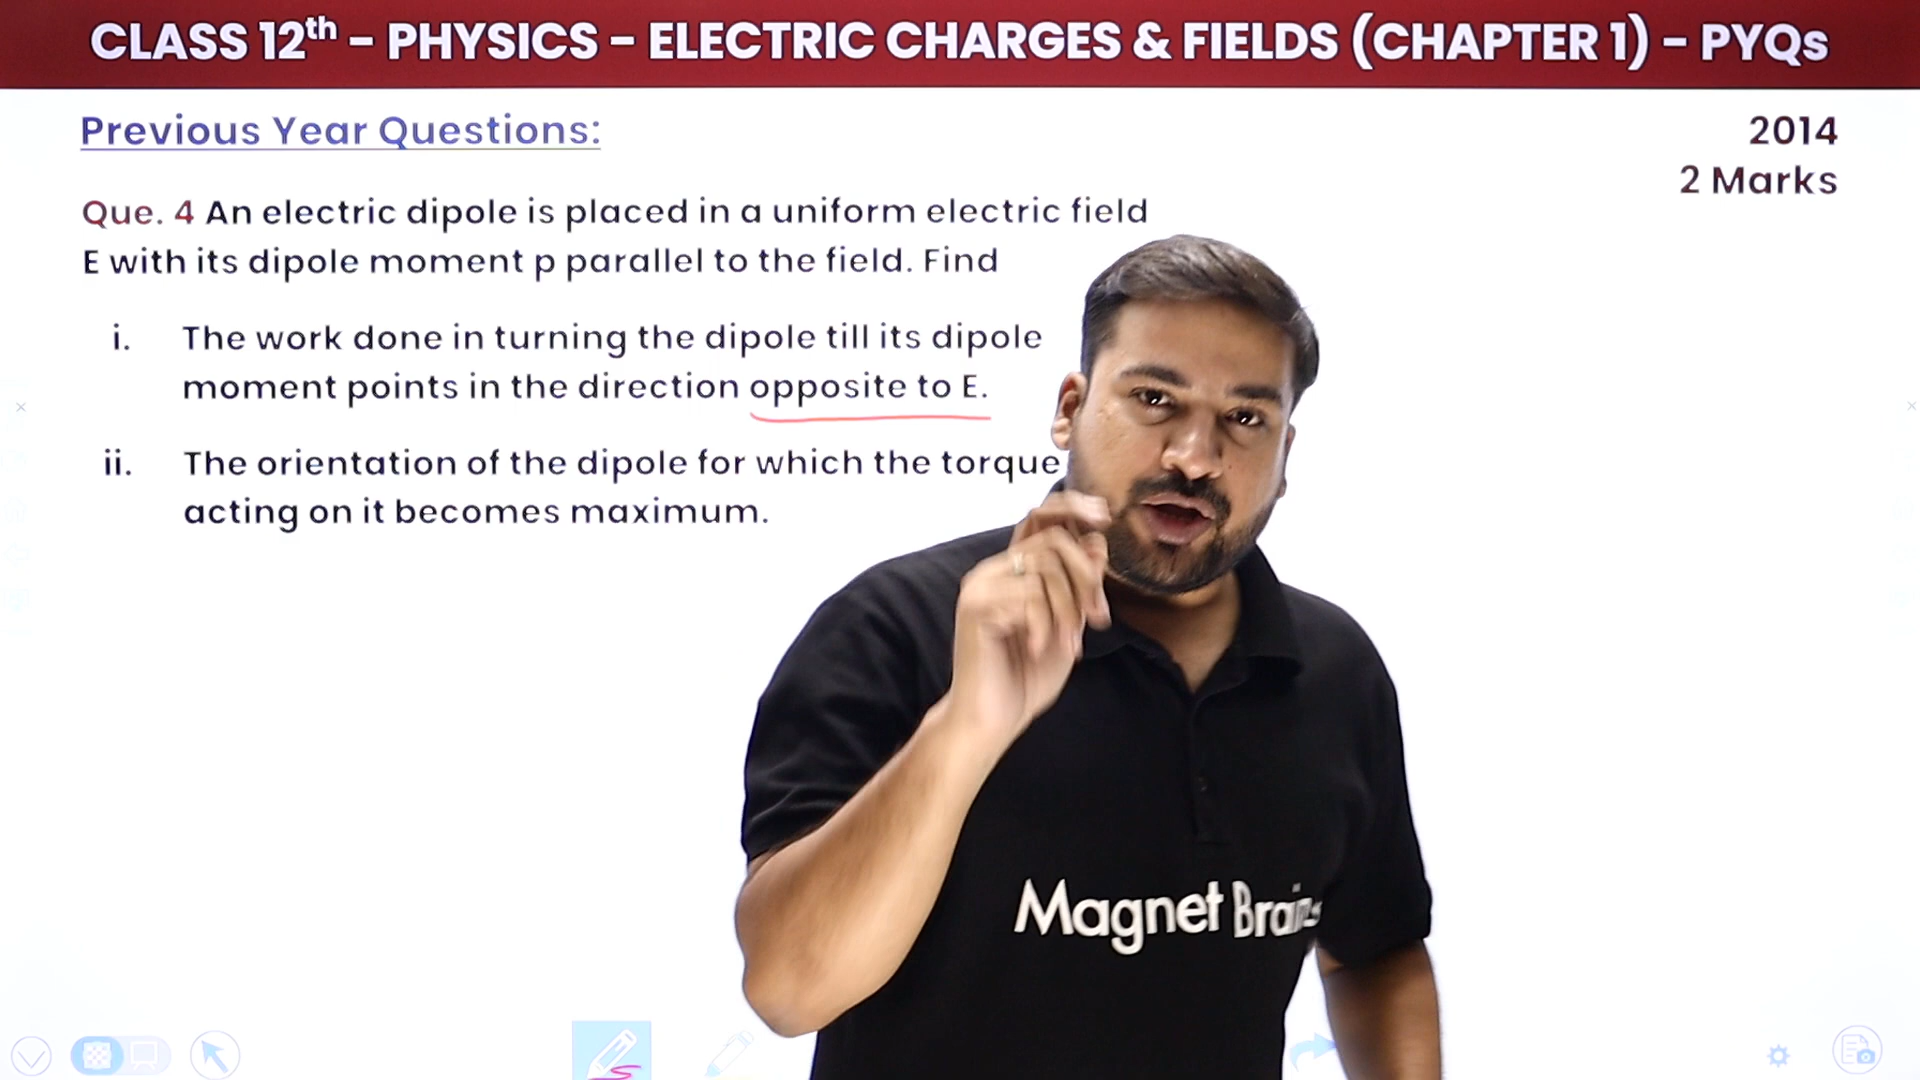 CLASS 12th - PHYSICS - ELECTRIC CHARGES & FIELDS (CHAPTER 1) - PYQs
Previous Year Questions:
2014
2 Marks
Que. 4 An electric dipole is placed in a uniform electric field
E with its dipole moment p parallel to the field. Find
i. The work done in turning the dipole till its dipole
moment points in the direction opposite to E.
ii. The orientation of the dipole for which the torque
acting on it becomes maximum.
Magnet Brains